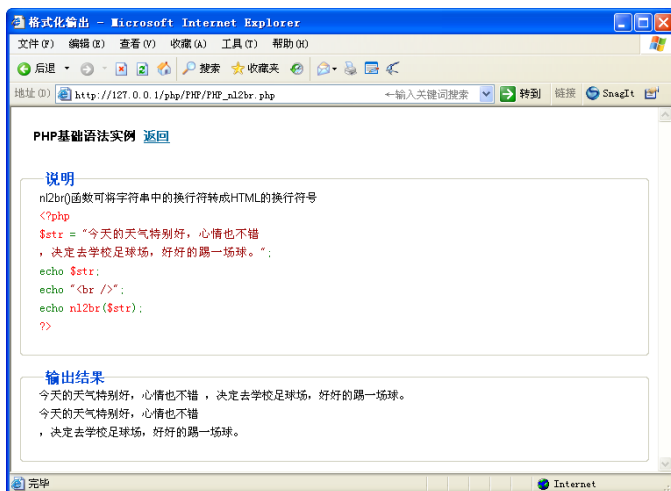 格式化输出 - Microsoft Internet Explorer
文件(F) 编辑(E) 查看(V) 收藏(A) 工具(T) 帮助(H)
后退 搜索 收藏夹
地址(D) http://127.0.0.1/php/PHP/PHP_nl2br.php ←输入关键词搜索 转到 链接 SnagIt
PHP基础语法实例 返回
说明
nl2br()函数可将字符串中的换行符转成HTML的换行符号
<?php
$str = "今天的天气特别好，心情也不错
，决定去学校足球场，好好的踢一场球。";
echo $str;
echo "<br />";
echo nl2br($str);
?>
输出结果
今天的天气特别好，心情也不错 ，决定去学校足球场，好好的踢一场球。
今天的天气特别好，心情也不错
，决定去学校足球场，好好的踢一场球。
完毕 Internet